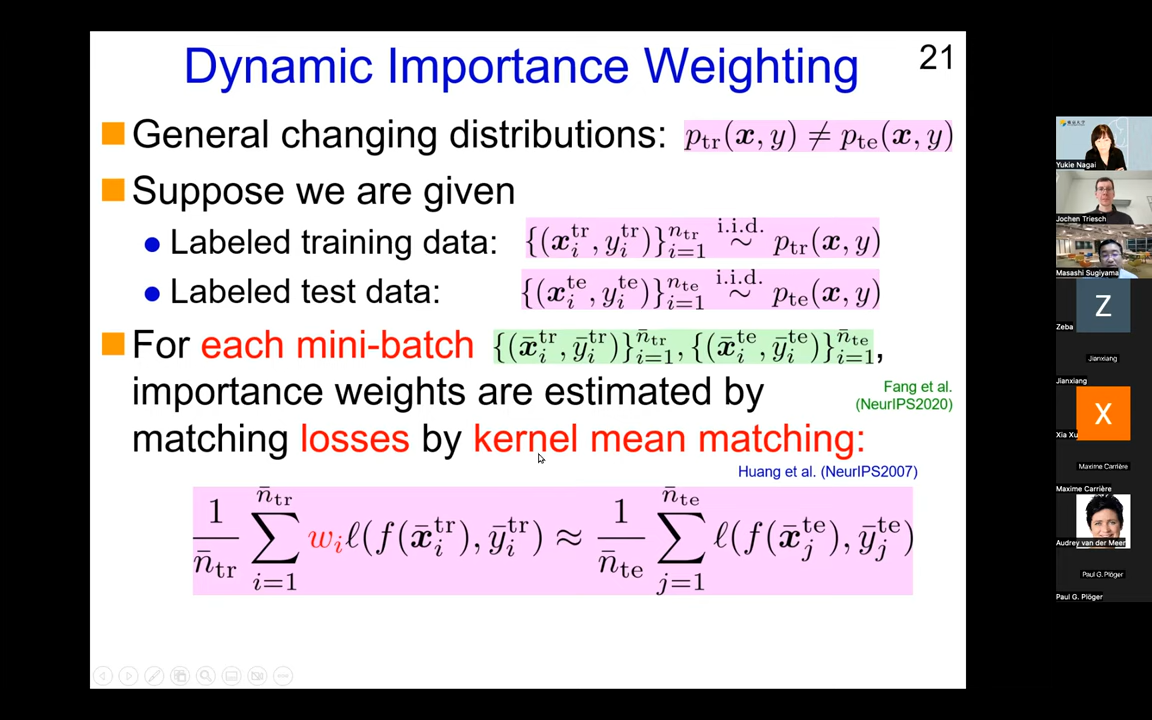 Dynamic Importance Weighting
21
General changing distributions: p_tr(x, y) ≠ p_te(x, y)
Suppose we are given
Labeled training data: {(x_i^tr, y_i^tr)}_{i=1}^{n_tr} i.i.d. ~ p_tr(x, y)
Labeled test data: {(x_i^te, y_i^te)}_{i=1}^{n_te} i.i.d. ~ p_te(x, y)
For each mini-batch {(x̄_i^tr, ȳ_i^tr)}_{i=1}^{n̄_tr}, {(x̄_i^te, ȳ_i^te)}_{i=1}^{n̄_te},
importance weights are estimated by
Fang et al.
(NeurIPS2020)
matching losses by kernel mean matching:
Huang et al. (NeurIPS2007)
1/n̄_tr ∑_{i=1}^{n̄_tr} w_i ℓ(f(x̄_i^tr), ȳ_i^tr) ≈ 1/n̄_te ∑_{j=1}^{n̄_te} ℓ(f(x̄_j^te), ȳ_j^te)
Yukie Nagai
Jochen Triesch
Masashi Sugiyama
Z
Zeba
Jianxiang
Jianxiang
X
Xia Xu
Maxime Carrière
Maxime Carrière
Audrey van der Meer
Paul G. Plöger
Paul G. Plöger